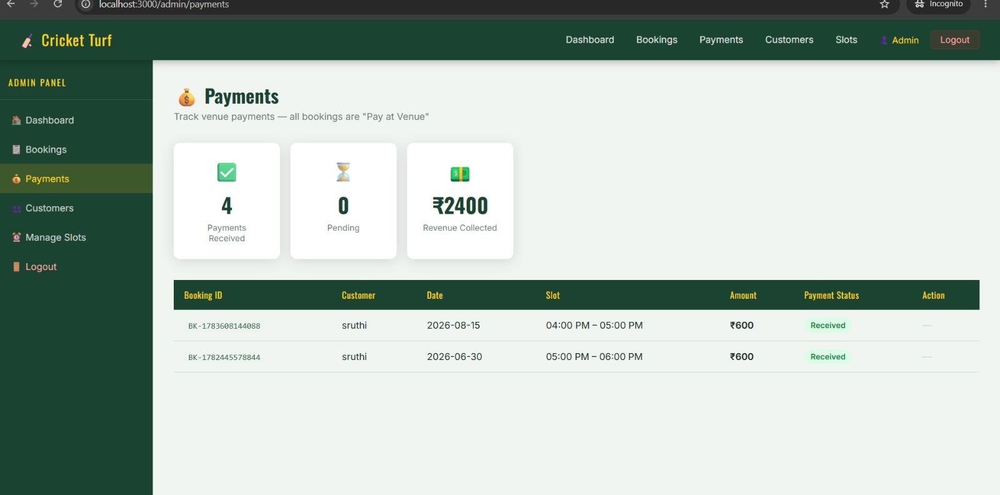 localhost:3000/admin/payments
Incognito
Cricket Turf
Dashboard Bookings Payments Customers Slots Admin Logout
ADMIN PANEL
Dashboard
Bookings
Payments
Customers
Manage Slots
Logout
Payments
Track venue payments — all bookings are "Pay at Venue"
4
Payments
Received
0
Pending
₹2400
Revenue Collected
Booking ID Customer Date Slot Amount Payment Status Action
BK-1783608144088 sruthi 2026-08-15 04:00 PM – 05:00 PM ₹600 Received —
BK-1782445578844 sruthi 2026-06-30 05:00 PM – 06:00 PM ₹600 Received —